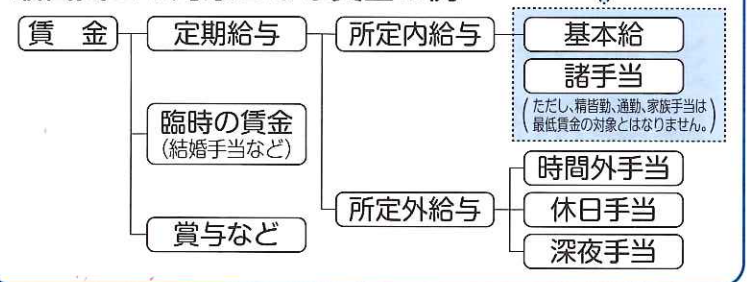 賃 金
定期給与
所定内給与
基本給
諸手当
(ただし、精皆勤、通勤、家族手当は
最低賃金の対象とはなりません。)
臨時の賃金
(結婚手当など)
時間外手当
所定外給与
休日手当
賞与など
深夜手当